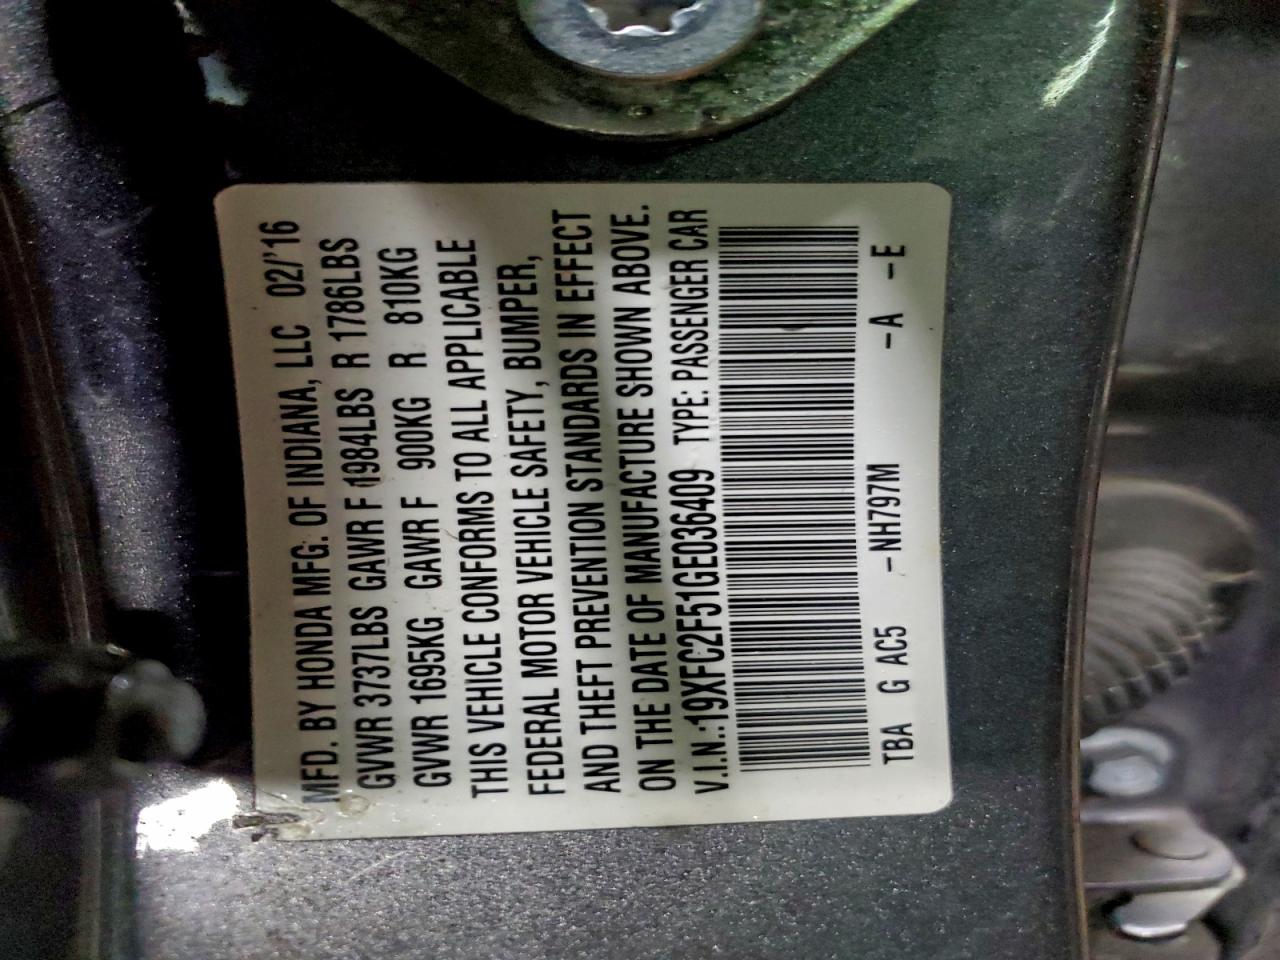 MFD. BY HONDA MFG. OF INDIANA, LLC 02/'16
GVWR 3737LBS GAWR F 1984LBS R 1786LBS
GVWR 1695KG GAWR F 900KG R 810KG
THIS VEHICLE CONFORMS TO ALL APPLICABLE
FEDERAL MOTOR VEHICLE SAFETY, BUMPER,
AND THEFT PREVENTION STANDARDS IN EFFECT
ON THE DATE OF MANUFACTURE SHOWN ABOVE.
V.I.N.:19XFC2F51GE036409 TYPE: PASSENGER CAR
TBA G AC5 -NH797M -A -E